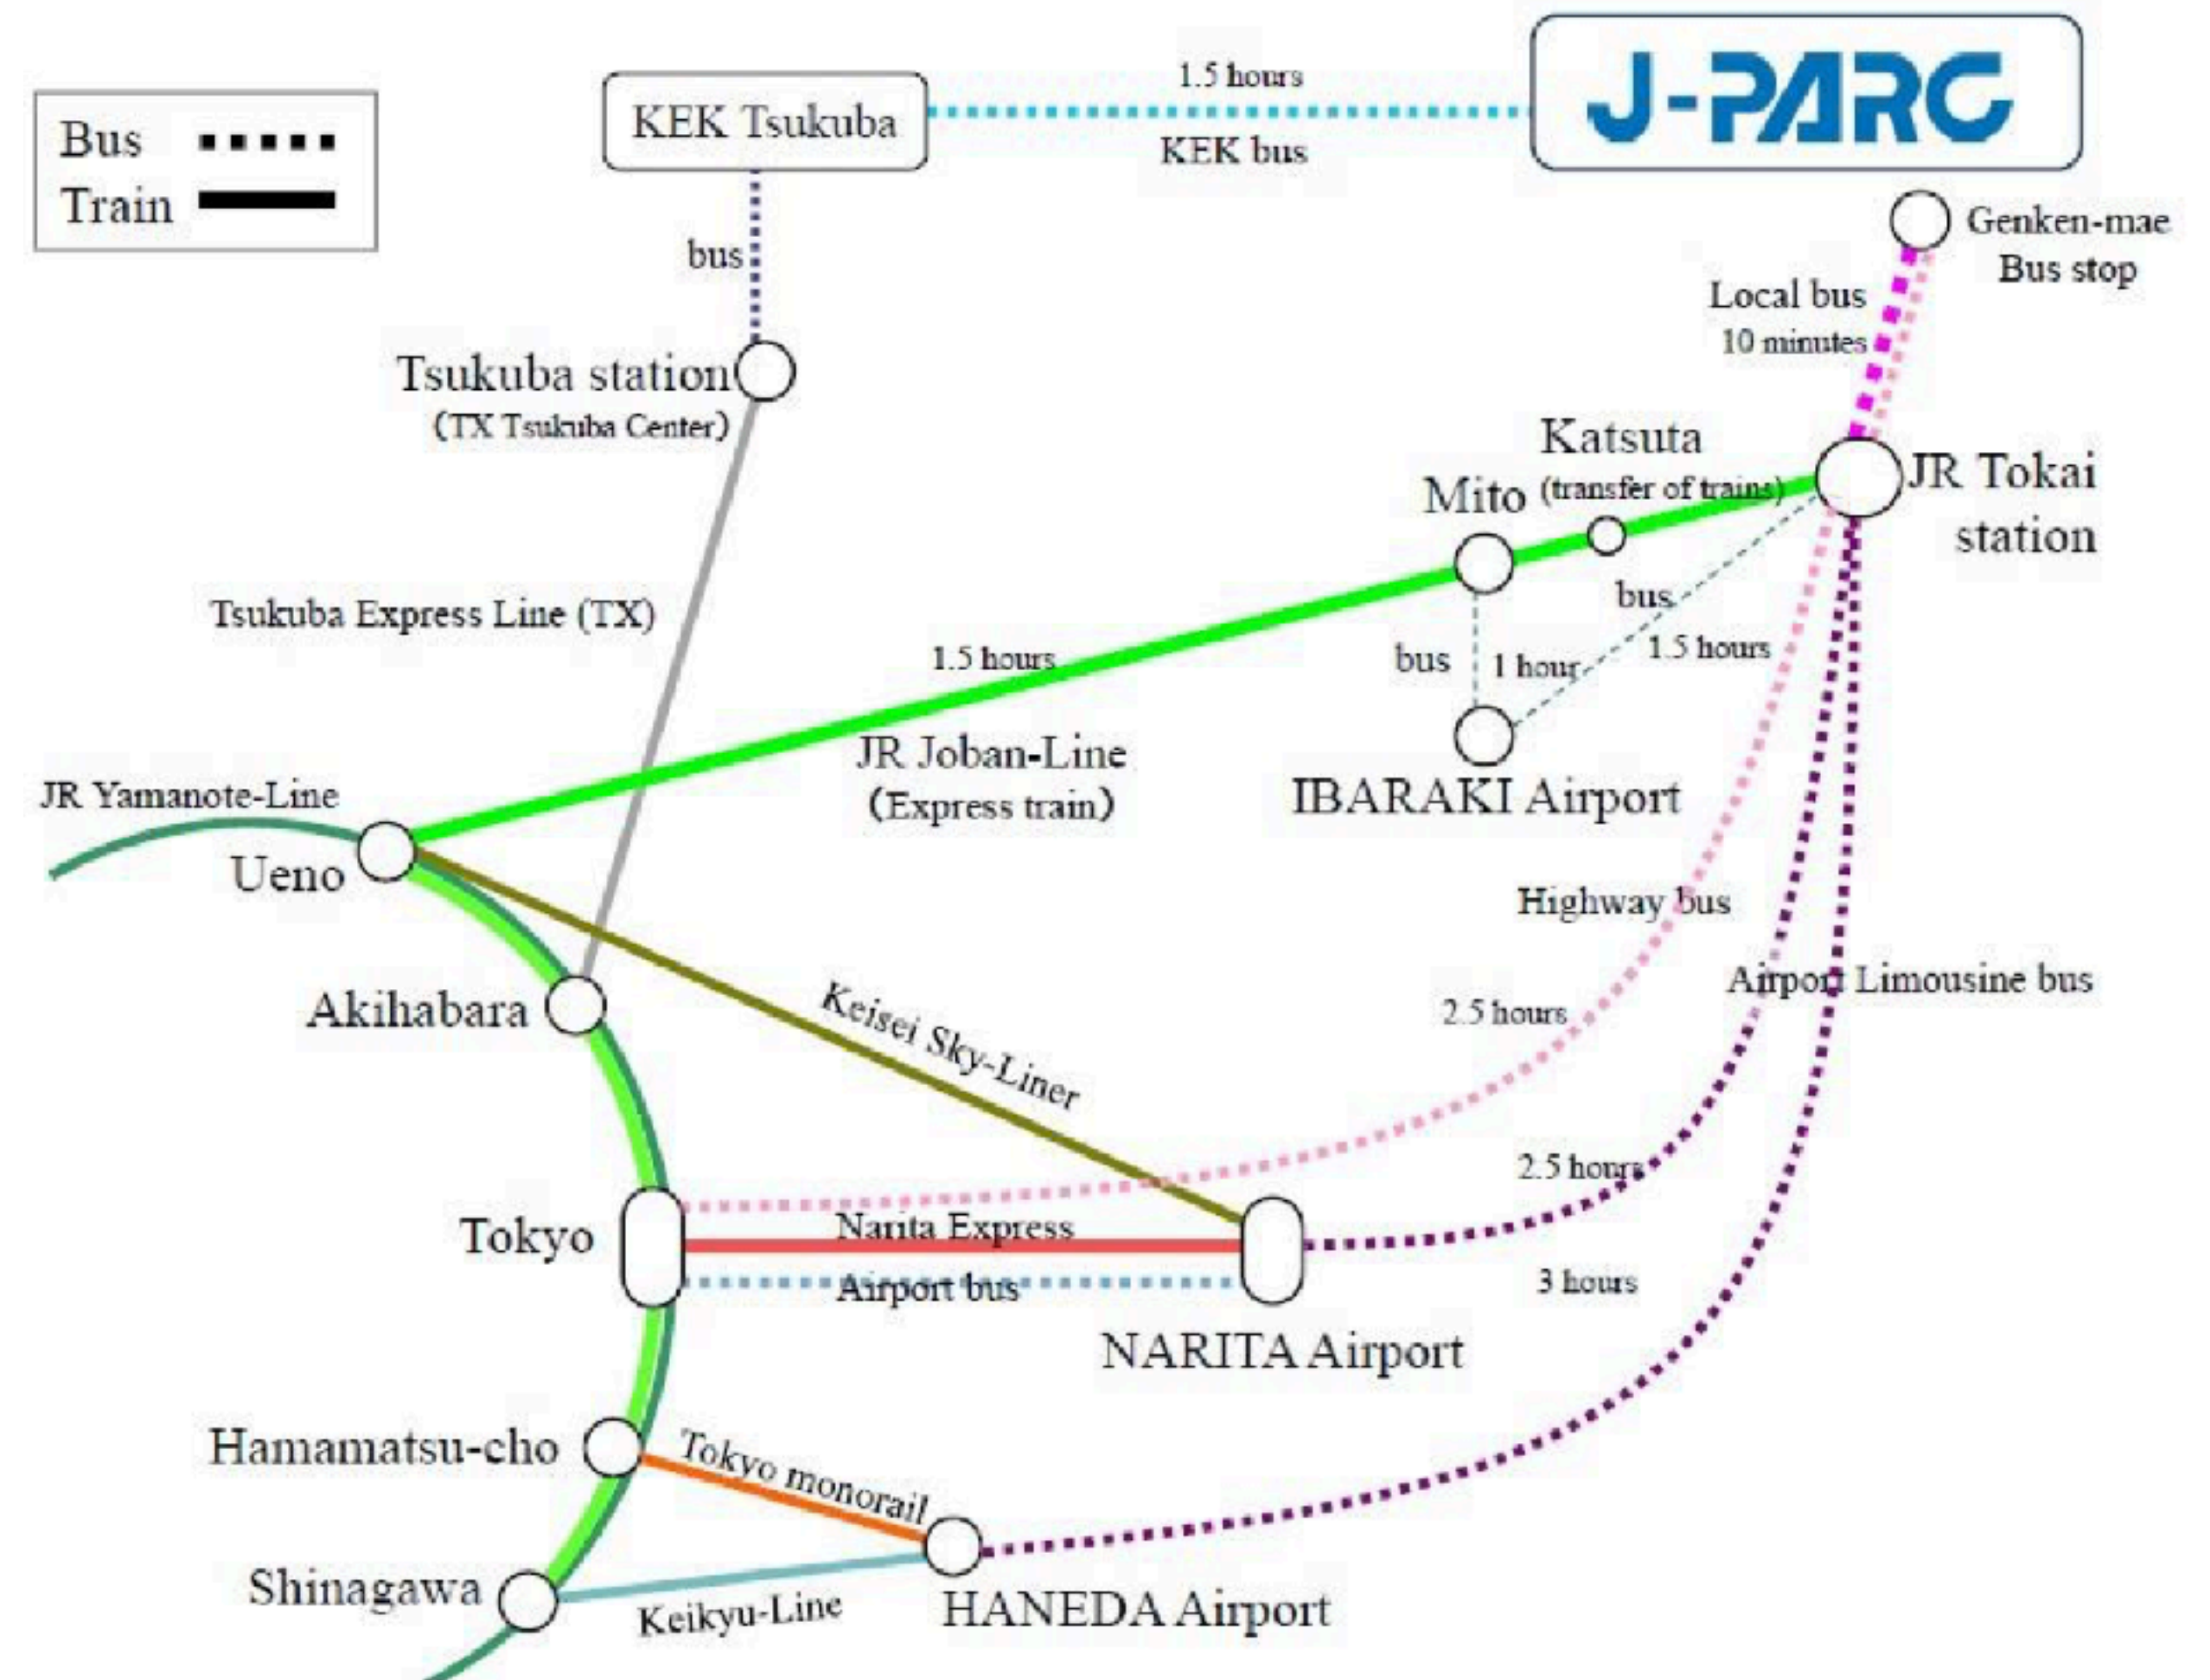 1.5 hours
J-PARC
KEK Tsukuba
KEK bus
Bus
Train
Genken-mae
Bus stop
bus
Local bus
10 minutes
Tsukuba station
(TX Tsukuba Center)
Katsuta
(transfer of trains)
Mito
JR Tokai
station
Tsukuba Express Line (TX)
bus
1.5 hours
bus
1 hour
1.5 hours
JR Joban-Line
(Express train)
IBARAKI Airport
JR Yamanote-Line
Ueno
Highway bus
Airport Limousine bus
Akihabara
Keisei Sky-Liner
2.5 hours
2.5 hours
Tokyo
Narita Express
Airport bus
3 hours
NARITA Airport
Hamamatsu-cho
Tokyo monorail
Shinagawa
Keikyu-Line
HANEDA Airport